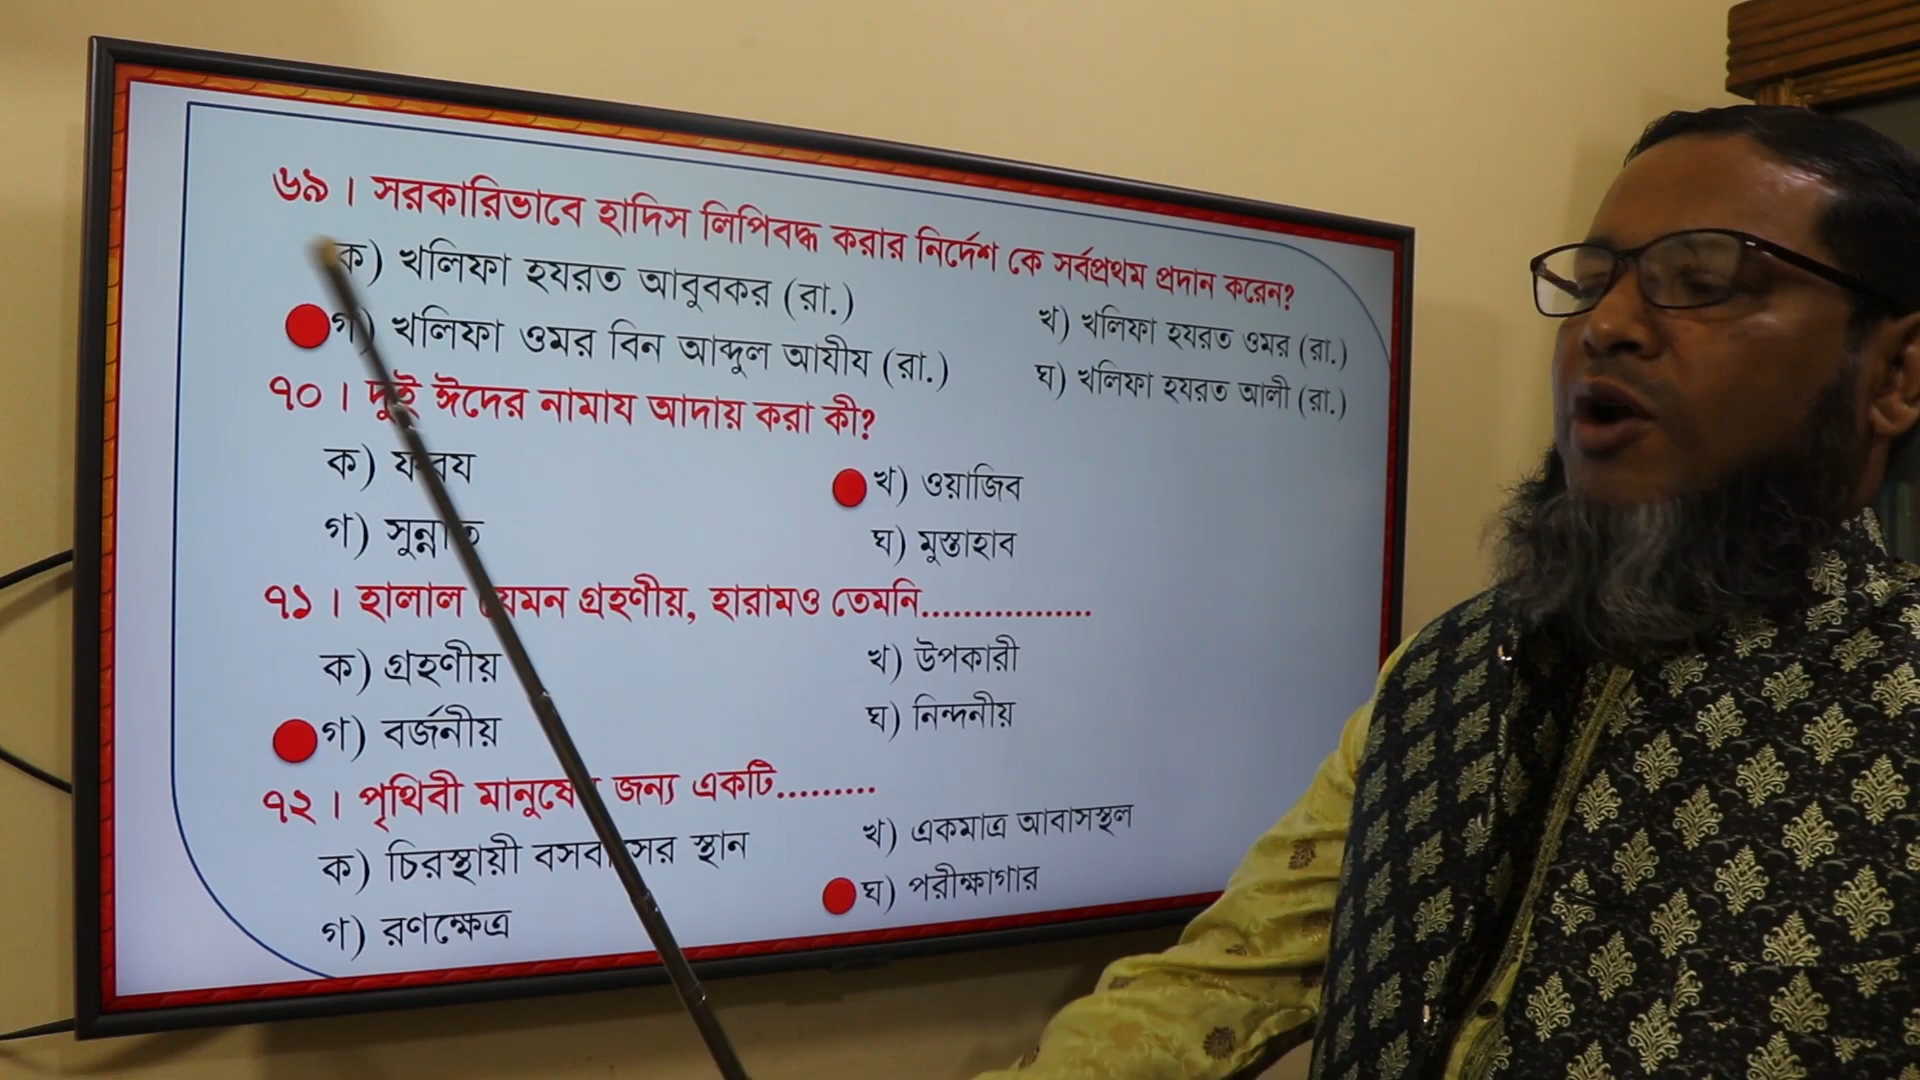 ৬৯। সরকারিভাবে হাদিস লিপিবদ্ধ করার নির্দেশ কে সর্বপ্রথম প্রদান করেন?
ক) খলিফা হযরত আবুবকর (রা.)
খ) খলিফা হযরত ওমর (রা.)
গ) খলিফা ওমর বিন আব্দুল আযীয (রা.)
ঘ) খলিফা হযরত আলী (রা.)
৭০। দুই ঈদের নামায আদায় করা কী?
ক) ফরয
খ) ওয়াজিব
গ) সুন্নাত
ঘ) মুস্তাহাব
৭১। হালাল যেমন গ্রহণীয়, হারামও তেমনি................
ক) গ্রহণীয়
খ) উপকারী
গ) বর্জনীয়
ঘ) নিন্দনীয়
৭২। পৃথিবী মানুষের জন্য একটি.........
ক) চিরস্থায়ী বসবাসের স্থান
খ) একমাত্র আবাসস্থল
গ) রণক্ষেত্র
ঘ) পরীক্ষাগার